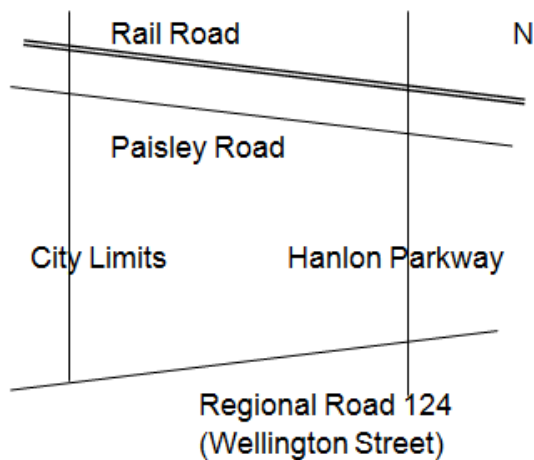 Rail Road
N
Paisley Road
City Limits
Hanlon Parkway
Regional Road 124
(Wellington Street)